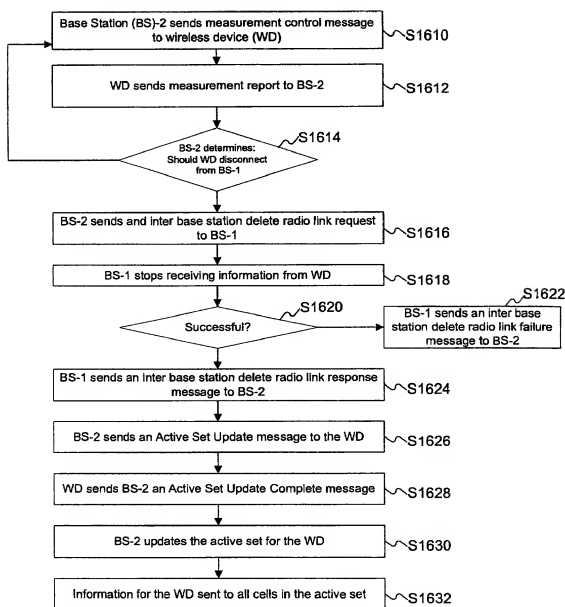 Base Station (BS)-2 sends measurement control message
to wireless device (WD)
S1610
WD sends measurement report to BS-2
S1612
S1614
BS-2 determines:
Should WD disconnect
from BS-1
BS-2 sends and inter base station delete radio link request
to BS-1
S1616
BS-1 stops receiving information from WD
S1618
S1620
Successful?
S1622
BS-1 sends an inter base
station delete radio link failure
message to BS-2
BS-1 sends an inter base station delete radio link response
message to BS-2
S1624
BS-2 sends an Active Set Update message to the WD
S1626
WD sends BS-2 an Active Set Update Complete message
S1628
BS-2 updates the active set for the WD
S1630
Information for the WD sent to all cells in the active set
S1632